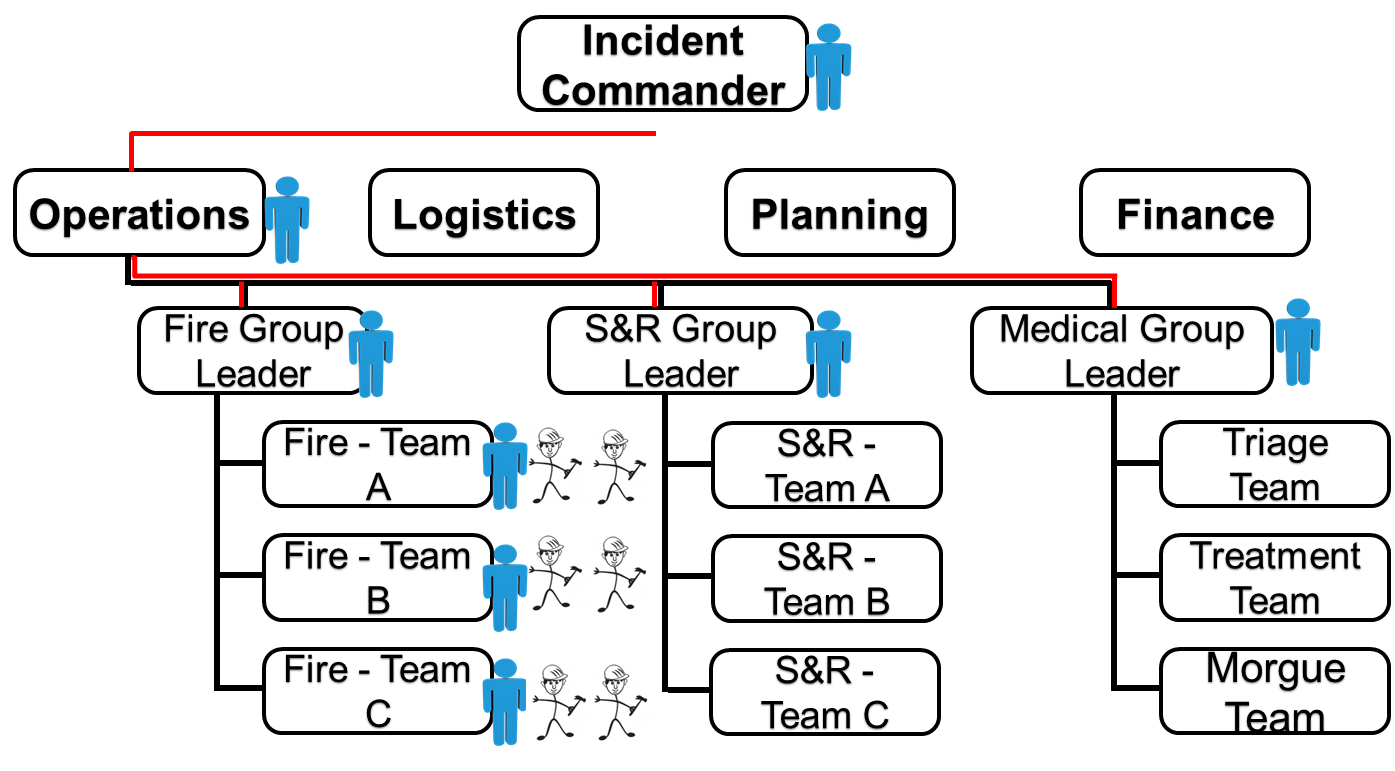 Incident
Commander
Operations
Logistics
Planning
Finance
Fire Group
Leader
S&R Group
Leader
Medical Group
Leader
Fire - Team
A
S&R -
Team A
Triage
Team
Fire - Team
B
S&R -
Team B
Treatment
Team
Fire - Team
C
S&R -
Team C
Morgue
Team